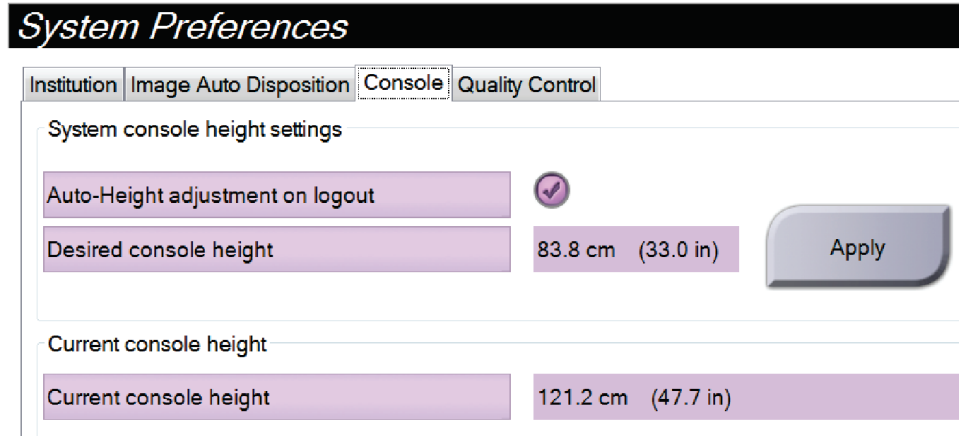 System Preferences
Institution Image Auto Disposition Console Quality Control
System console height settings
Auto-Height adjustment on logout
Desired console height 83.8 cm (33.0 in) Apply
Current console height
Current console height 121.2 cm (47.7 in)